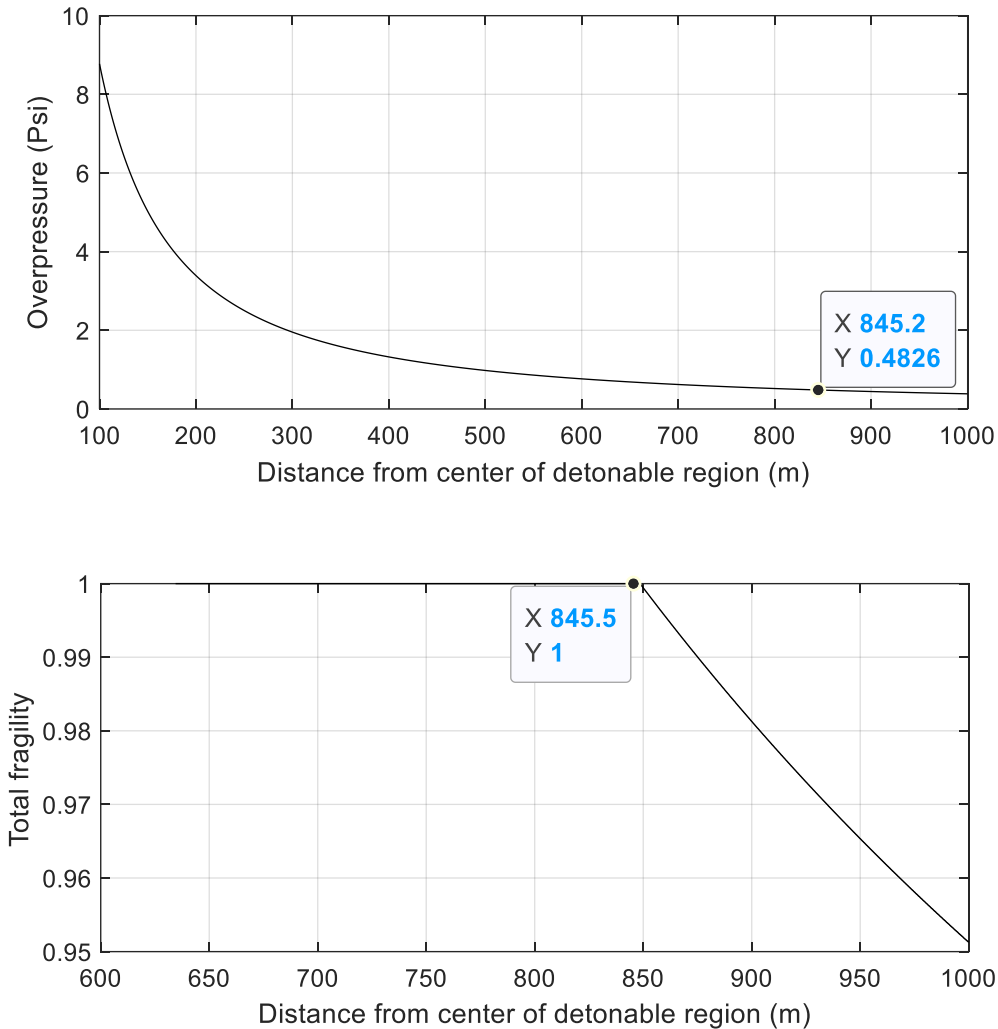 10
8
6
4
2
0
Overpressure (Psi)
X 845.2
Y 0.4826
100 200 300 400 500 600 700 800 900 1000
Distance from center of detonable region (m)
1
0.99
0.98
0.97
0.96
0.95
Total fragility
X 845.5
Y 1
600 650 700 750 800 850 900 950 1000
Distance from center of detonable region (m)